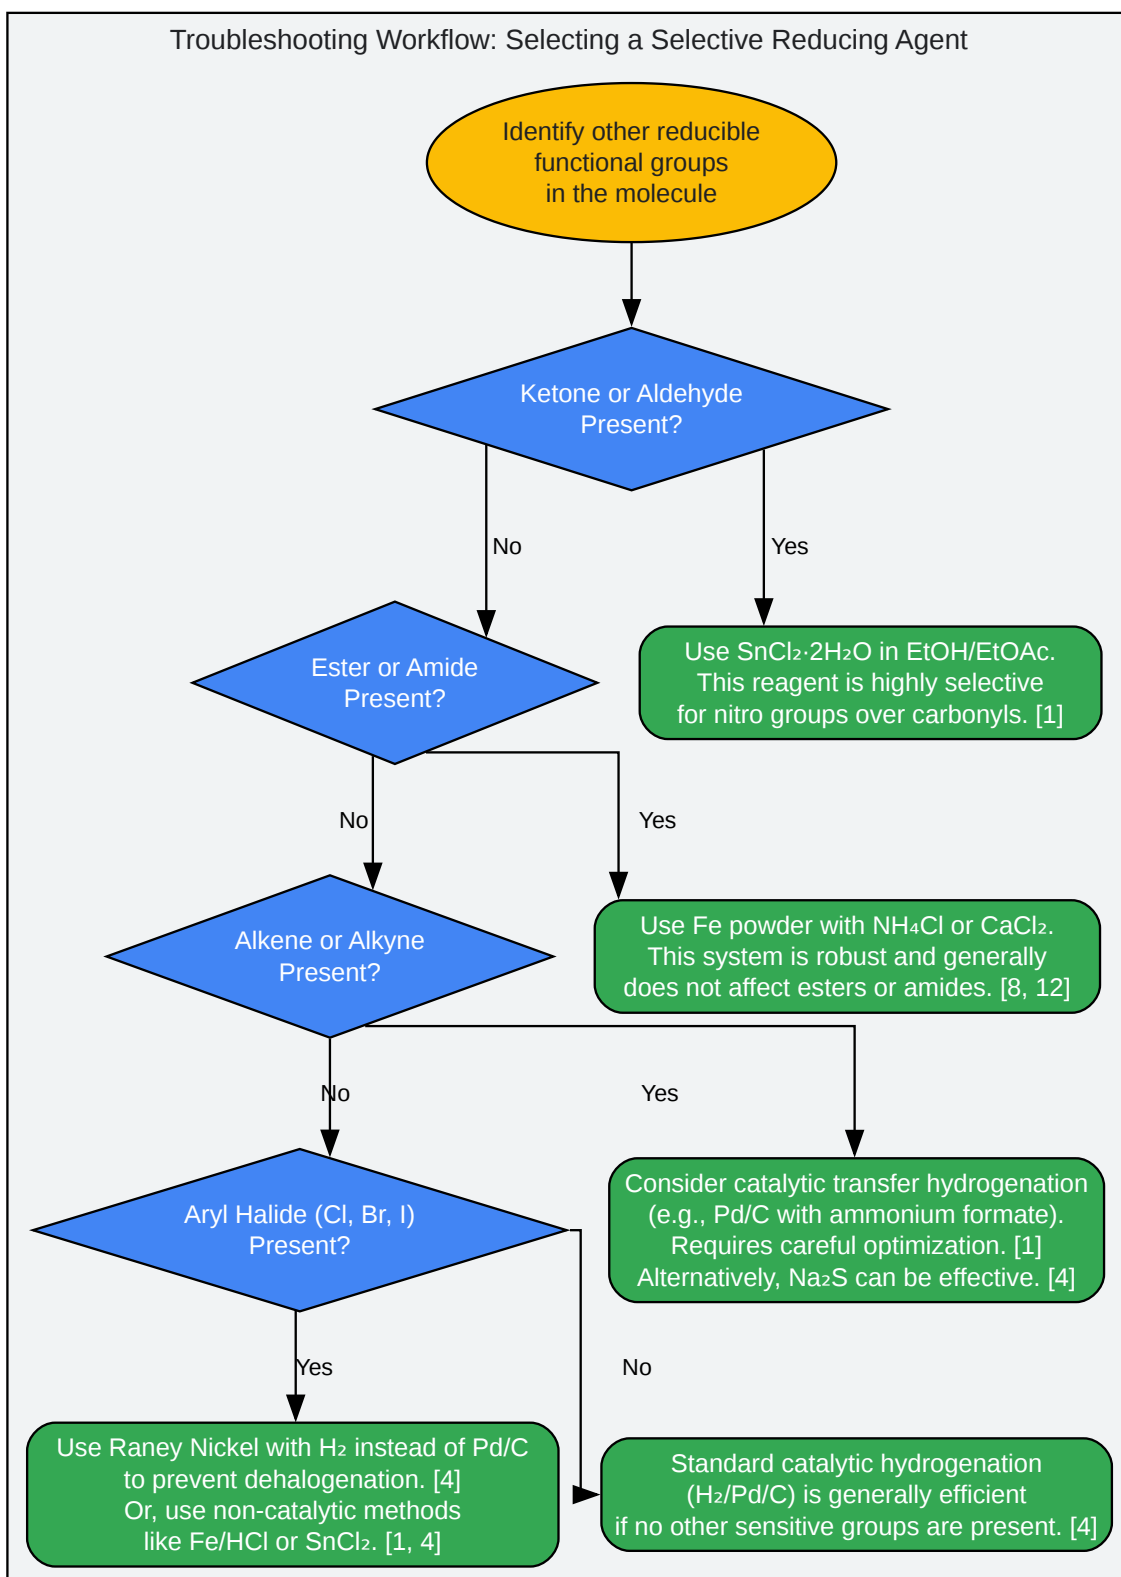 Troubleshooting Workflow: Selecting a Selective Reducing Agent
Identify other reducible
functional groups
in the molecule
Ketone or Aldehyde
Present?
No
Yes
Ester or Amide
Present?
Use SnCl₂·2H₂O in EtOH/EtOAc.
This reagent is highly selective
for nitro groups over carbonyls. [1]
No
Yes
Alkene or Alkyne
Present?
Use Fe powder with NH₄Cl or CaCl₂.
This system is robust and generally
does not affect esters or amides. [8, 12]
No
Yes
Aryl Halide (Cl, Br, I)
Present?
Consider catalytic transfer hydrogenation
(e.g., Pd/C with ammonium formate).
Requires careful optimization. [1]
Alternatively, Na₂S can be effective. [4]
Yes
No
Use Raney Nickel with H₂ instead of Pd/C
to prevent dehalogenation. [4]
Or, use non-catalytic methods
like Fe/HCl or SnCl₂. [1, 4]
Standard catalytic hydrogenation
(H₂/Pd/C) is generally efficient
if no other sensitive groups are present. [4]